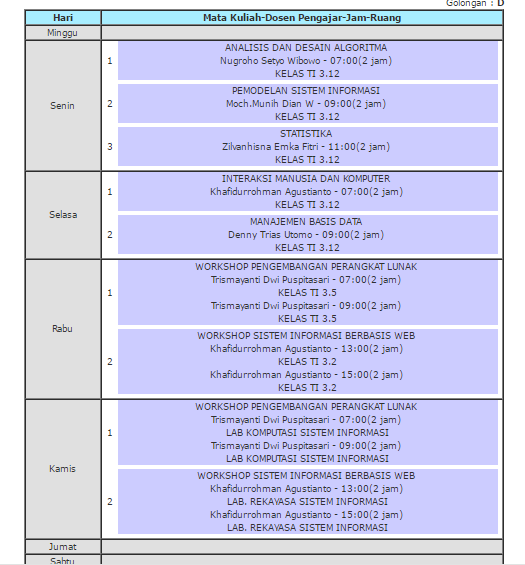 Golongan : D
Hari Mata Kuliah-Dosen Pengajar-Jam-Ruang
Minggu
Senin
1
ANALISIS DAN DESAIN ALGORITMA
Nugroho Setyo Wibowo - 07:00(2 jam)
KELAS TI 3.12
2
PEMODELAN SISTEM INFORMASI
Moch.Munih Dian W - 09:00(2 jam)
KELAS TI 3.12
3
STATISTIKA
Zilvanhisna Emka Fitri - 11:00(2 jam)
KELAS TI 3.12
Selasa
1
INTERAKSI MANUSIA DAN KOMPUTER
Khafidurrohman Agustianto - 07:00(2 jam)
KELAS TI 3.12
2
MANAJEMEN BASIS DATA
Denny Trias Utomo - 09:00(2 jam)
KELAS TI 3.12
Rabu
1
WORKSHOP PENGEMBANGAN PERANGKAT LUNAK
Trismayanti Dwi Puspitasari - 07:00(2 jam)
KELAS TI 3.5
Trismayanti Dwi Puspitasari - 09:00(2 jam)
KELAS TI 3.5
2
WORKSHOP SISTEM INFORMASI BERBASIS WEB
Khafidurrohman Agustianto - 13:00(2 jam)
KELAS TI 3.2
Khafidurrohman Agustianto - 15:00(2 jam)
KELAS TI 3.2
Kamis
1
WORKSHOP PENGEMBANGAN PERANGKAT LUNAK
Trismayanti Dwi Puspitasari - 07:00(2 jam)
LAB KOMPUTASI SISTEM INFORMASI
Trismayanti Dwi Puspitasari - 09:00(2 jam)
LAB KOMPUTASI SISTEM INFORMASI
2
WORKSHOP SISTEM INFORMASI BERBASIS WEB
Khafidurrohman Agustianto - 13:00(2 jam)
LAB. REKAYASA SISTEM INFORMASI
Khafidurrohman Agustianto - 15:00(2 jam)
LAB. REKAYASA SISTEM INFORMASI
Jumat
Sabtu